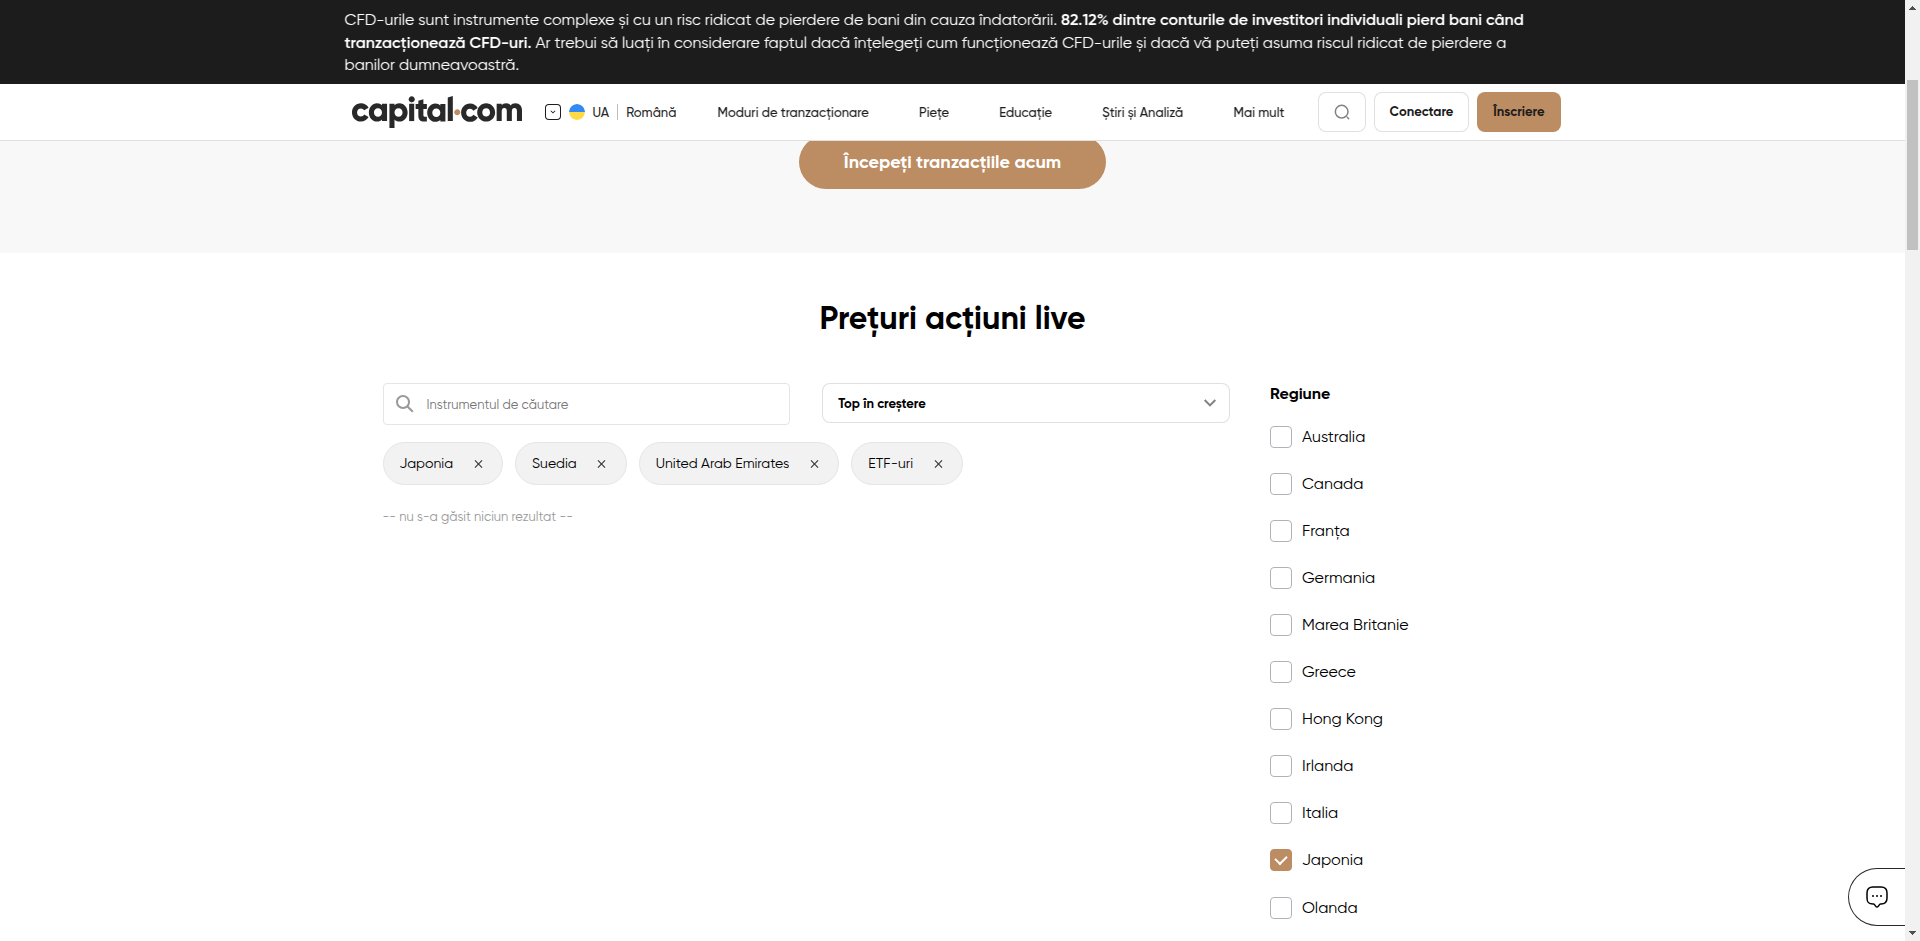 CFD-urile sunt instrumente complexe și cu un risc ridicat de pierdere de bani din cauza îndatorării. 82.12% dintre conturile de investitori individuali pierd bani când
tranzacționează CFD-uri. Ar trebui să luați în considerare faptul dacă înțelegeți cum funcționează CFD-urile și dacă vă puteți asuma riscul ridicat de pierdere a
banilor dumneavoastră.
capital.com UA Română Moduri de tranzacționare Piețe Educație Știri și Analiză Mai mult Conectare Înscriere
Începeți tranzacțiile acum
Prețuri acțiuni live
Instrumentul de căutare
Top în creștere
Japonia
Suedia
United Arab Emirates
ETF-uri
-- nu s-a găsit niciun rezultat --
Regiune
Australia
Canada
Franța
Germania
Marea Britanie
Greece
Hong Kong
Irlanda
Italia
Japonia
Olanda